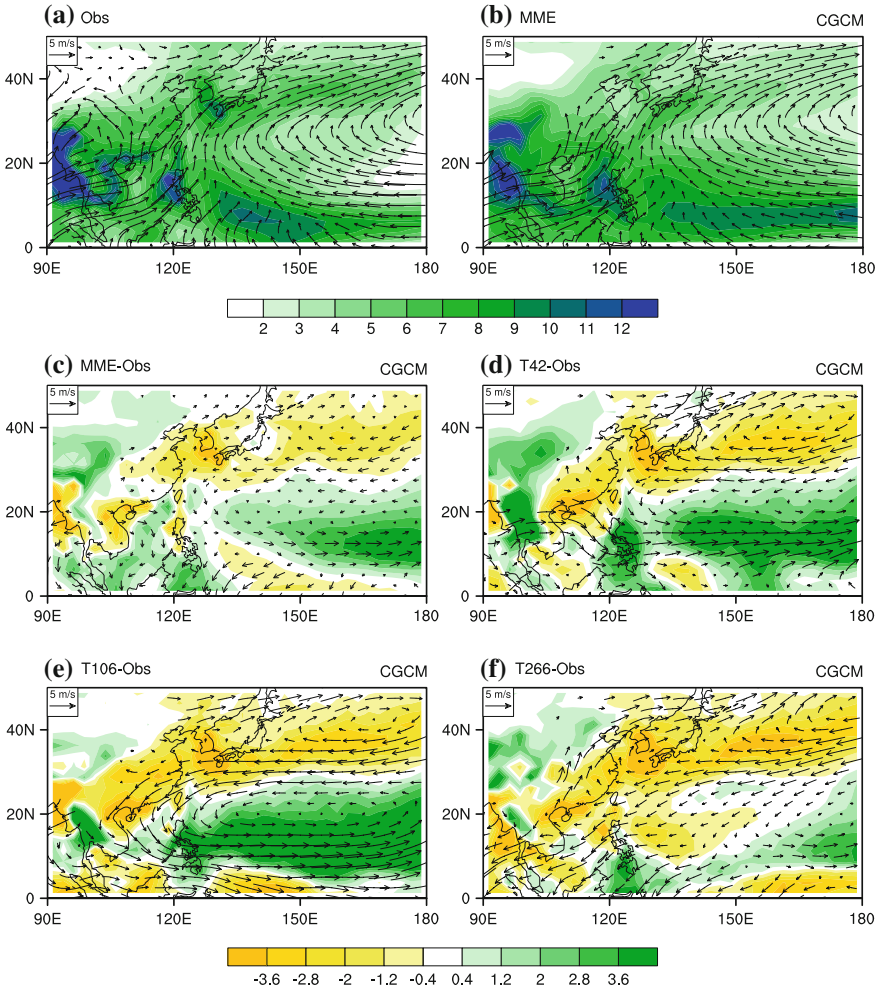 (a) Obs
(b) MME CGCM
5 m/s
5 m/s
40N
40N
20N
20N
0
0
90E 120E 150E 180
90E 120E 150E 180
2 3 4 5 6 7 8 9 10 11 12
(c) MME-Obs CGCM
(d) T42-Obs CGCM
5 m/s
5 m/s
40N
40N
20N
20N
0
0
90E 120E 150E 180
90E 120E 150E 180
(e) T106-Obs CGCM
(f) T266-Obs CGCM
5 m/s
5 m/s
40N
40N
20N
20N
0
0
90E 120E 150E 180
90E 120E 150E 180
-3.6 -2.8 -2 -1.2 -0.4 0.4 1.2 2 2.8 3.6